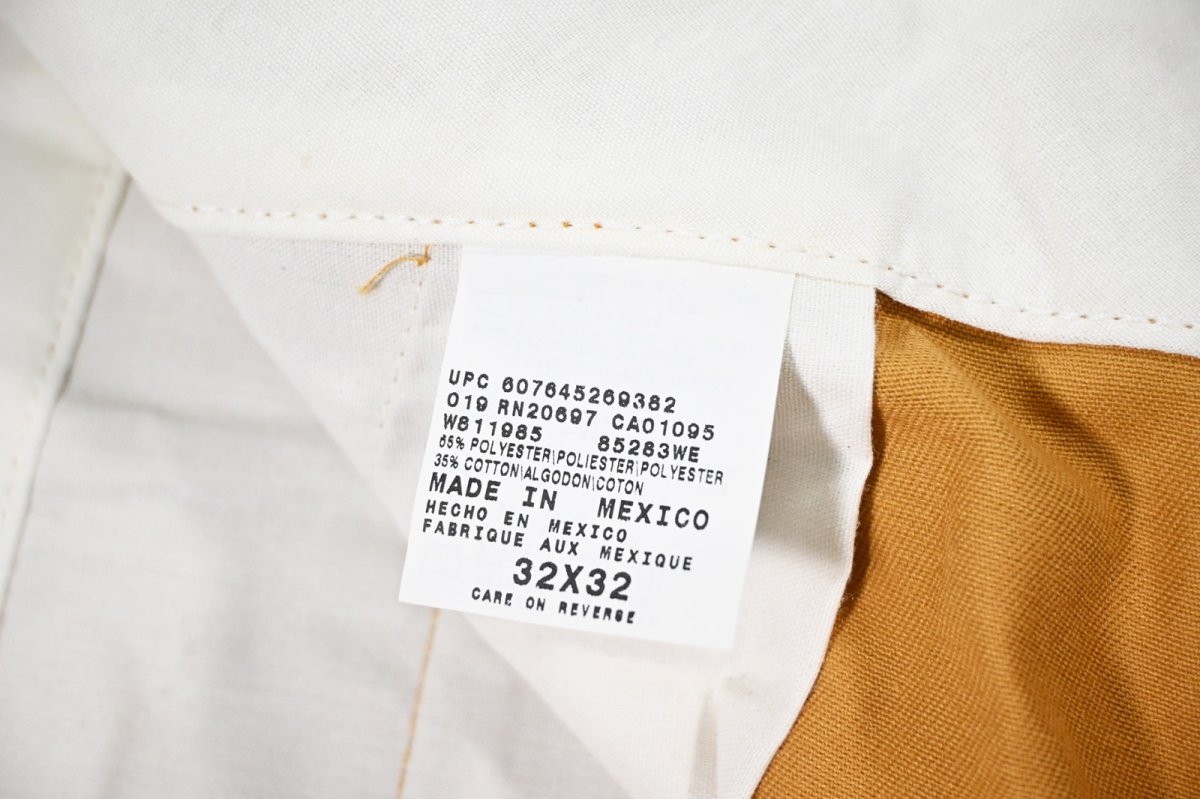 UPC 607645269382
019 RN20697 CA01095
W811985 85283WE
65% POLYESTER\POLIESTER\POLYESTER
35% COTTON\ALGODON\COTON
MADE IN MEXICO
HECHO EN MEXICO
FABRIQUE AUX MEXIQUE
32X32
CARE ON REVERSE